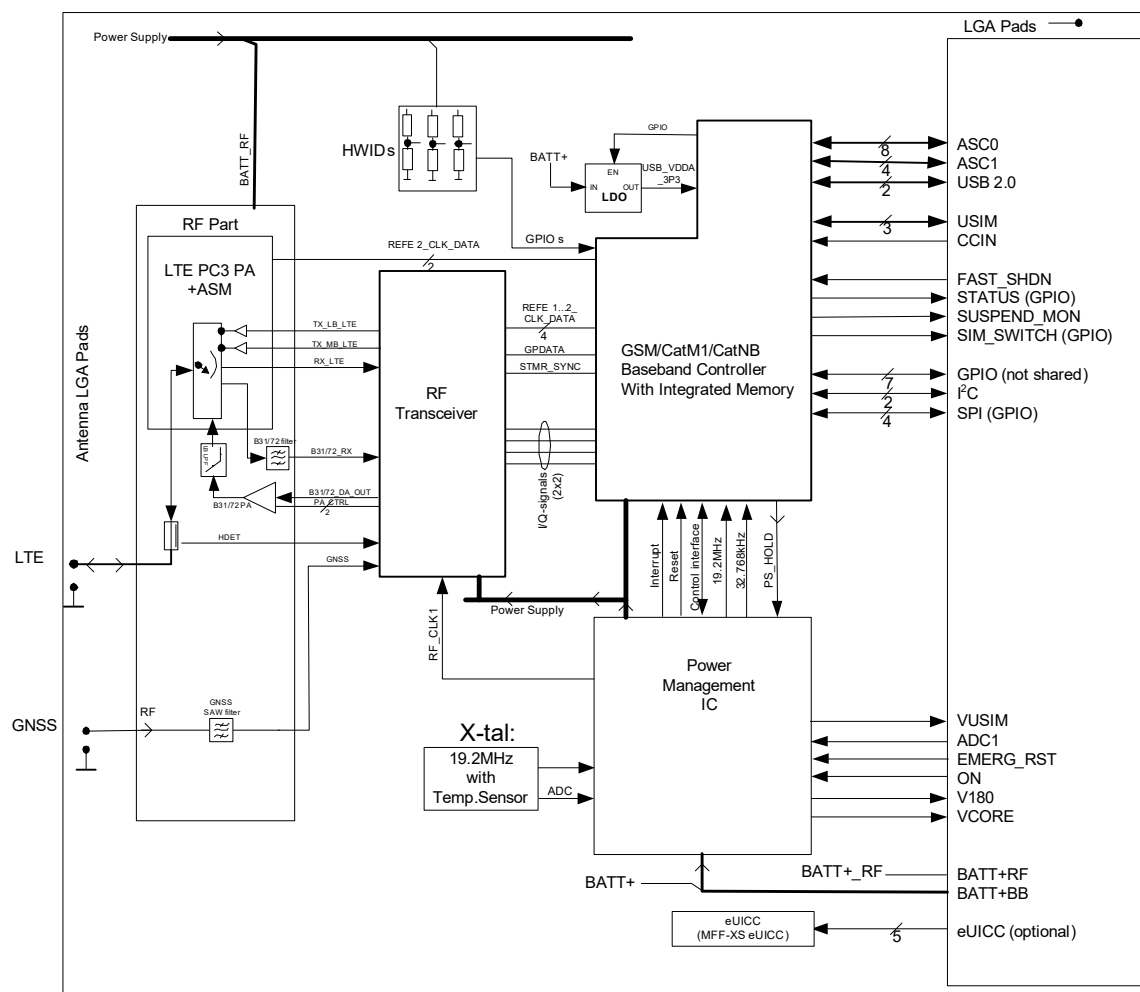 LGA Pads
Power Supply
BATT_RF
HWIDs
GPIO
BATT+
EN
IN
OUT
LDO
USB_VDDA
_3P3
GPIO s
ASC0
8
ASC1
4
USB 2.0
2
USIM
3
CCIN
FAST_SHDN
STATUS (GPIO)
SUSPEND_MON
SIM_SWITCH (GPIO)
GPIO (not shared)
7
I²C
2
SPI (GPIO)
4
RF Part
LTE PC3 PA
+ASM
REFE 2_CLK_DATA
2
TX_LB_LTE
TX_MB_LTE
RX_LTE
RF
Transceiver
REFE 1...2_
CLK_DATA
4
GPDATA
STMR_SYNC
GSM/CatM1/CatNB
Baseband Controller
With Integrated Memory
I/Q-signals
(2x2)
Antenna LGA Pads
LB LPF
B31/72 filter
B31/72_RX
B31/72 PA
B31/72_DA_OUT
PA_CTRL
2
HDET
GNSS
LTE
Interrupt
Reset
Control interface
19.2MHz
32.768kHz
PS_HOLD
Power Supply
RF_CLK1
Power
Management
IC
GNSS
RF
GNSS
SAW filter
X-tal:
19.2MHz
with
Temp.Sensor
ADC
VUSIM
ADC1
EMERG_RST
ON
V180
VCORE
BATT+_RF
BATT+RF
BATT+
BATT+BB
eUICC
(MFF-XS eUICC)
5
eUICC (optional)